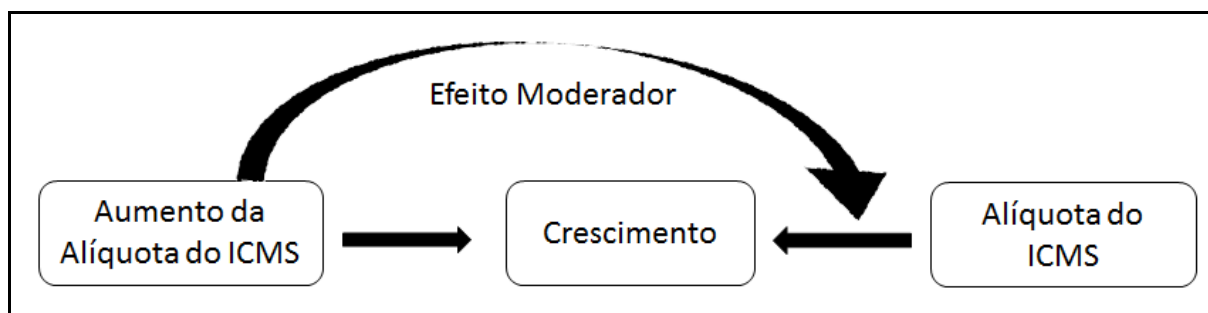 Efeito Moderador
Aumento da
Alíquota do ICMS
Crescimento
Alíquota do
ICMS